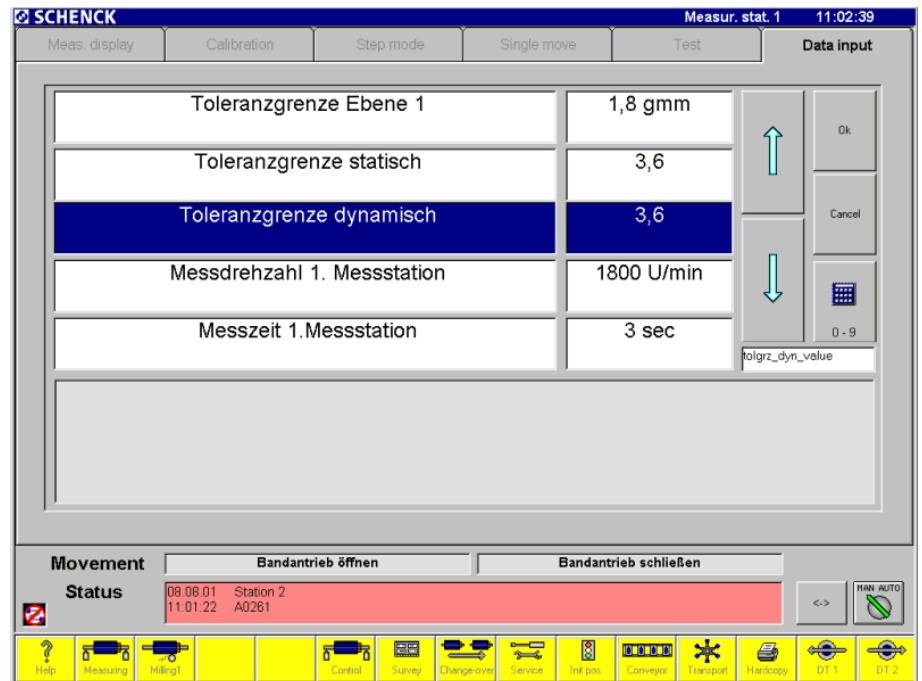 SCHENCK Measur. stat. 1 11:02:39
Meas. display Calibration Step mode Single move Test Data input
Toleranzgrenze Ebene 1 1,8 gmm
Ok
Toleranzgrenze statisch 3,6
Toleranzgrenze dynamisch 3,6
Cancel
Messdrehzahl 1. Messstation 1800 U/min
Messzeit 1.Messstation 3 sec
0 - 9
tolgrz_dyn_value
Movement Bandantrieb öffnen Bandantrieb schließen
Status
08.08.01 Station 2
11:01:22 A0261
<-> MAN AUTO
Help Measuring Milling1 Control Survey Change-over Service Init pos. Conveyor Transport Hardcopy DT 1 DT 2